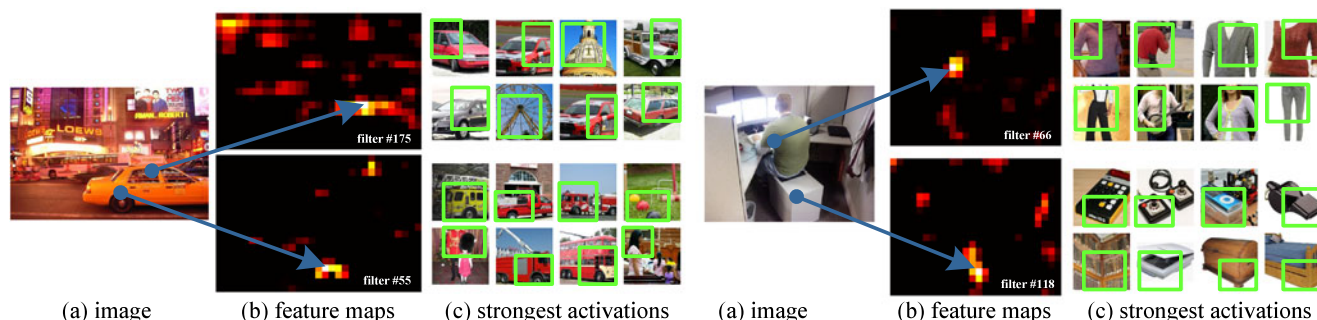 LOEWS
filter #175
filter #55
(a) image
(b) feature maps
(c) strongest activations
filter #66
filter #118
(a) image
(b) feature maps
(c) strongest activations